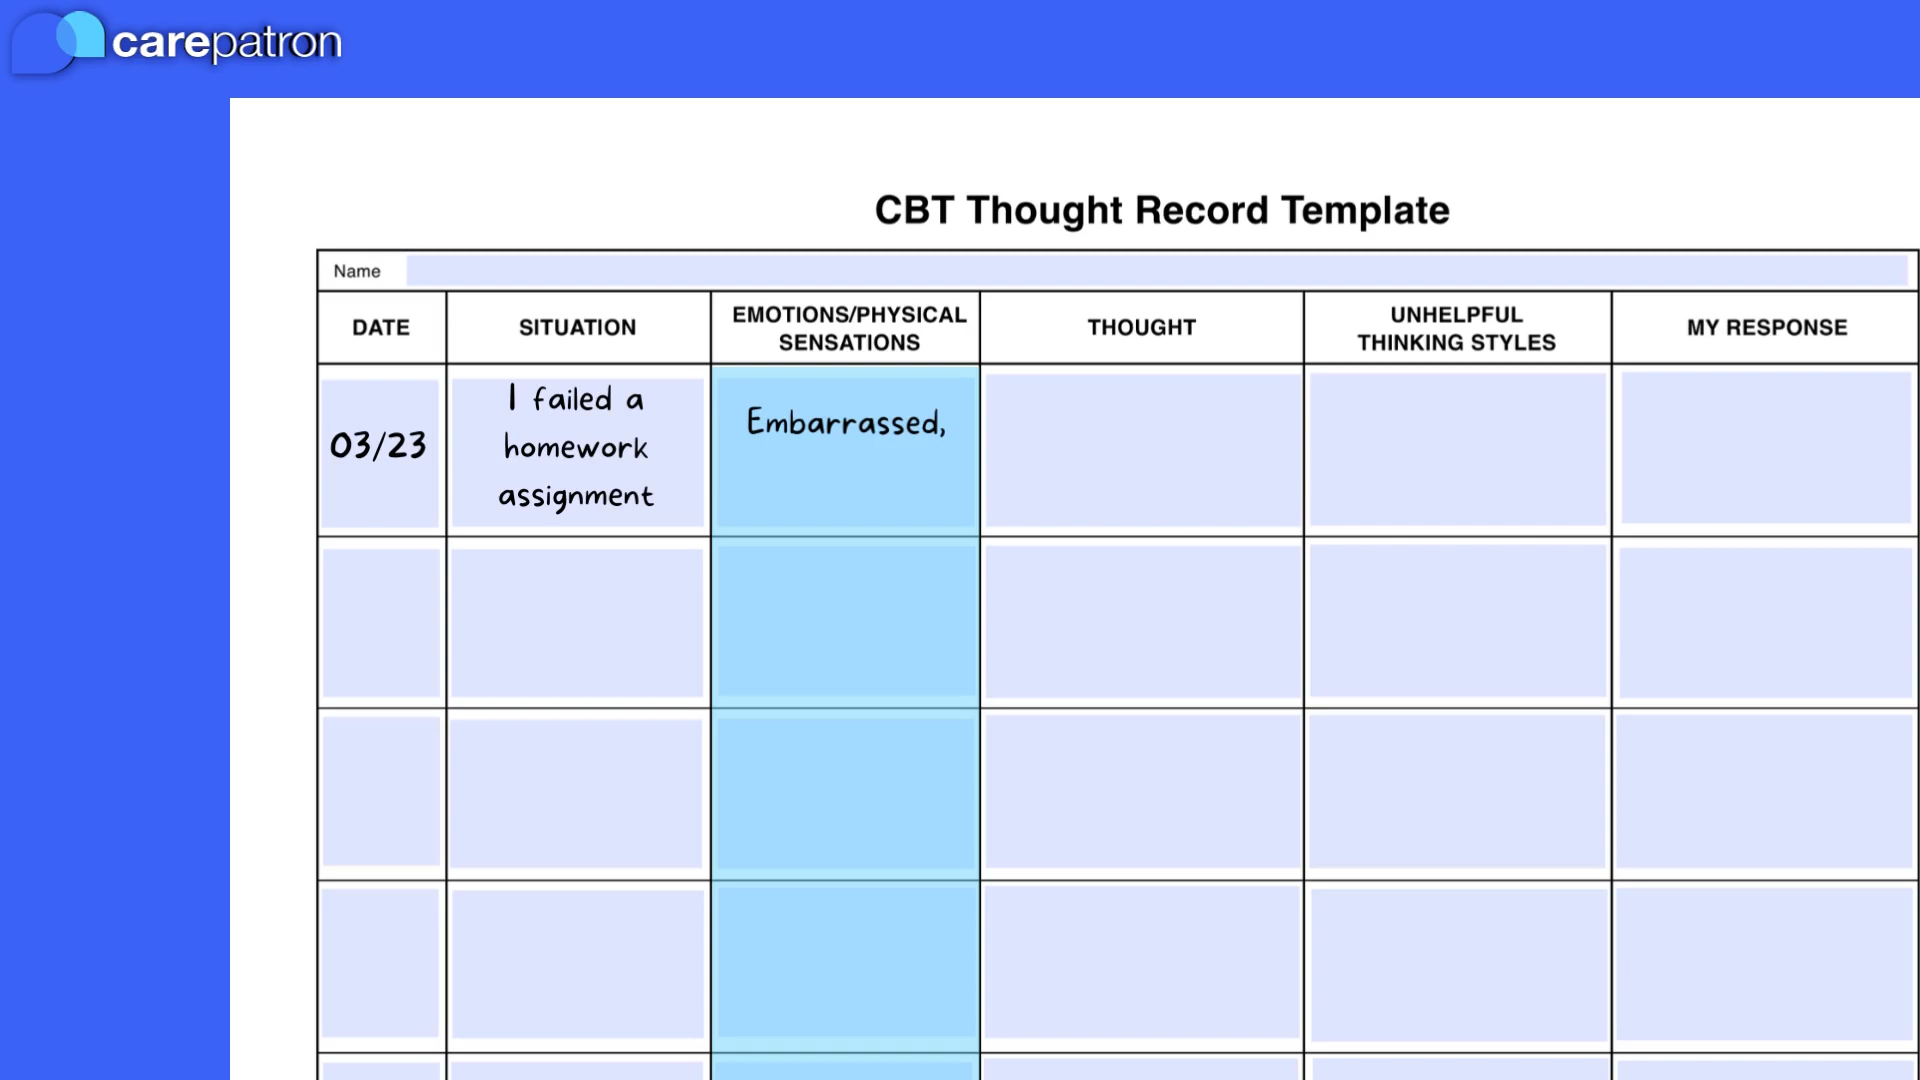 carepatron
CBT Thought Record Template
Name
DATE
SITUATION
EMOTIONS/PHYSICAL
SENSATIONS
THOUGHT
UNHELPFUL
THINKING STYLES
MY RESPONSE
03/23
I failed a
homework
assignment
Embarrassed,